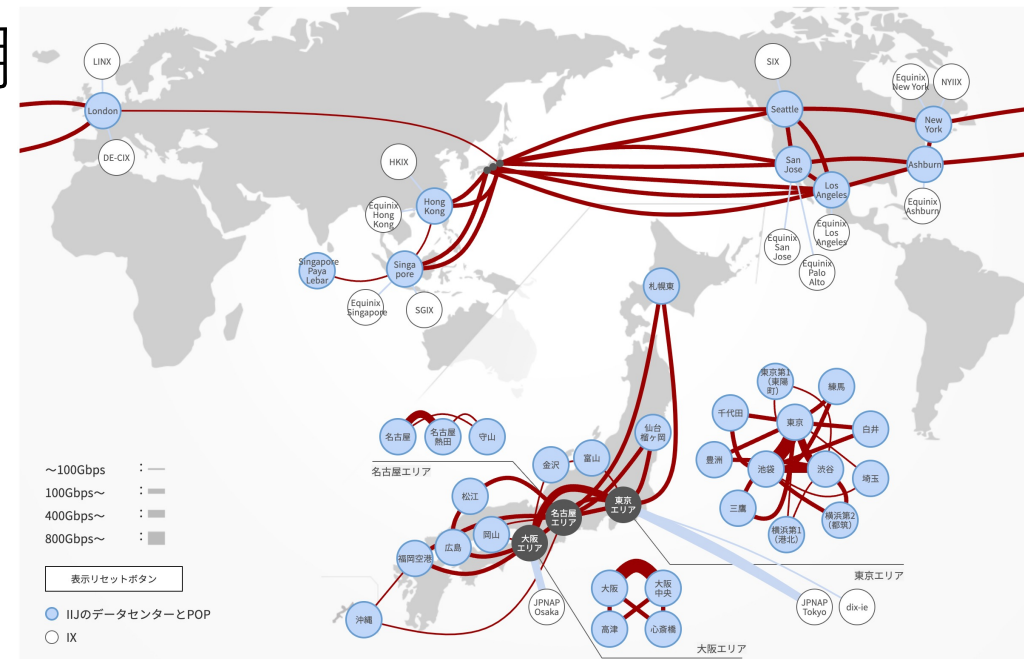 LINX
London
DE-CIX
HKIX
Equinix
Hong
Kong
Hong
Kong
Singapore
Paya
Lebar
Singa
pore
Equinix
Singapore
SGIX
SIX
Seattle
Equinix
New York
NYIIX
New
York
San
Jose
Ashburn
Los
Angeles
Equinix
Ashburn
Equinix
Los
Angeles
Equinix
San
Jose
Equinix
Palo
Alto
札幌東
仙台
榴ヶ岡
名古屋
名古屋
熱田
守山
名古屋エリア
金沢
富山
松江
岡山
広島
福岡空港
沖縄
名古屋
エリア
東京
エリア
大阪
エリア
JPNAP
Osaka
大阪
大阪
中央
高津
心斎橋
大阪エリア
東京第1
(東陽
町)
練馬
千代田
東京
白井
豊洲
池袋
渋谷
埼玉
三鷹
横浜第1
(港北)
横浜第2
(都筑)
東京エリア
JPNAP
Tokyo
dix-ie
〜100Gbps :
100Gbps〜 :
400Gbps〜 :
800Gbps〜 :
表示リセットボタン
IIJのデータセンターとPOP
IX